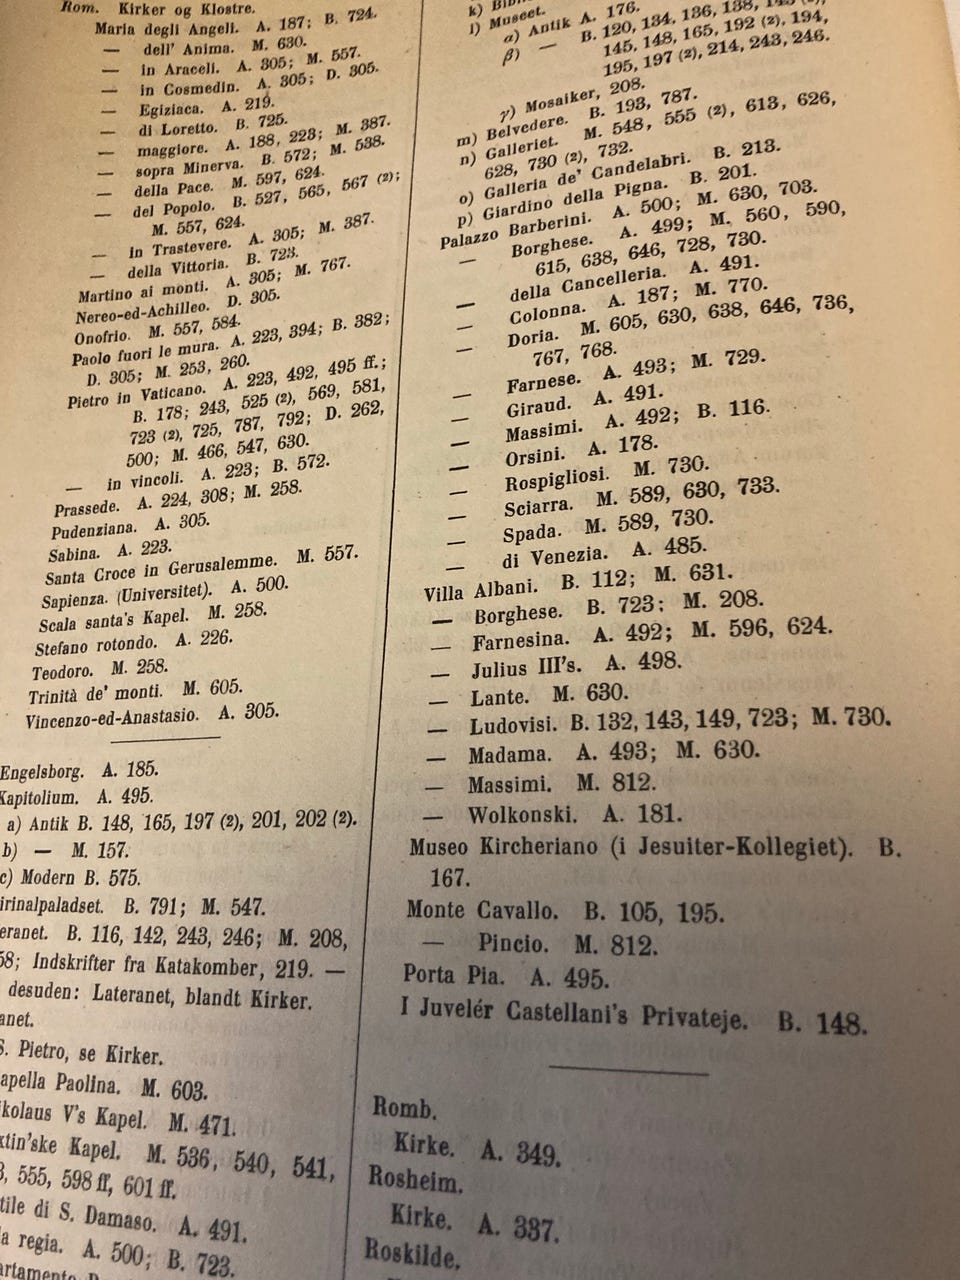 Rom. Kirker og Klostre.
Maria degli Angeli. A. 187; B. 724.
— dell' Anima. M. 630.
— in Araceli. A. 305; M. 557.
— in Cosmedin. A. 305; D. 305.
— Egiziaca. A. 219.
— di Loretto. B. 725.
— maggiore. A. 188, 223; M. 387.
— sopra Minerva. B. 572; M. 538.
— della Pace. M. 597, 624.
— del Popolo. B. 527, 565, 567 (2);
M. 557, 624.
— in Trastevere. A. 305; M. 387.
— della Vittoria. B. 723.
Martino ai monti. A. 305; M. 767.
Nereo-ed-Achilleo. D. 305.
Onofrio. M. 557, 584.
Paolo fuori le mura. A. 223, 394; B. 382;
D. 305; M. 253, 260.
Pietro in Vaticano. A. 223, 492, 495 ff.;
B. 178; 243, 525 (2), 569, 581,
723 (2), 725, 787, 792; D. 262,
500; M. 466, 547, 630.
— in vincoli. A. 223; B. 572.
Prassede. A. 224, 308; M. 258.
Pudenziana. A. 305.
Sabina. A. 223.
Santa Croce in Gerusalemme. M. 557.
Sapienza. (Universitet). A. 500.
Scala santa's Kapel. M. 258.
Stefano rotondo. A. 226.
Teodoro. M. 258.
Trinità de' monti. M. 605.
Vincenzo-ed-Anastasio. A. 305.
Engelsborg. A. 185.
Kapitolium. A. 495.
a) Antik B. 148, 165, 197 (2), 201, 202 (2).
b) — M. 157.
c) Modern B. 575.
irinalpaladset. B. 791; M. 547.
eranet. B. 116, 142, 243, 246; M. 208,
58; Indskrifter fra Katakomber, 219. —
desuden: Lateranet, blandt Kirker.
anet.
S. Pietro, se Kirker.
apella Paolina. M. 603.
ikolaus V's Kapel. M. 471.
xtin'ske Kapel. M. 536, 540, 541,
3, 555, 598 ff, 601 ff.
tile di S. Damaso. A. 491.
a regia. A. 500; B. 723.
k)
l) Museet.
α) Antik A. 176.
β) — B. 120, 134, 136, 138,
145, 148, 165, 192 (2), 194,
195, 197 (2), 214, 243, 246.
γ) Mosaiker, 208.
m) Belvedere. B. 193, 787.
n) Galleriet. M. 548, 555 (2), 613, 626,
628, 730 (2), 732.
o) Galleria de' Candelabri. B. 213.
p) Giardino della Pigna. B. 201.
Palazzo Barberini. A. 500; M. 630, 703.
— Borghese. A. 499; M. 560, 590,
615, 638, 646, 728, 730.
— della Cancelleria. A. 491.
— Colonna. A. 187; M. 770.
— Doria. M. 605, 630, 638, 646, 736,
767, 768.
— Farnese. A. 493; M. 729.
— Giraud. A. 491.
— Massimi. A. 492; B. 116.
— Orsini. A. 178.
— Rospigliosi. M. 730.
— Sciarra. M. 589, 630, 733.
— Spada. M. 589, 730.
— di Venezia. A. 485.
Villa Albani. B. 112; M. 631.
— Borghese. B. 723; M. 208.
— Farnesina. A. 492; M. 596, 624.
— Julius III's. A. 498.
— Lante. M. 630.
— Ludovisi. B. 132, 143, 149, 723; M. 730.
— Madama. A. 493; M. 630.
— Massimi. M. 812.
— Wolkonski. A. 181.
Museo Kircheriano (i Jesuiter-Kollegiet). B.
167.
Monte Cavallo. B. 105, 195.
— Pincio. M. 812.
Porta Pia. A. 495.
I Juvelér Castellani's Privateje. B. 148.
Romb.
Kirke. A. 349.
Rosheim.
Kirke. A. 387.
Roskilde.